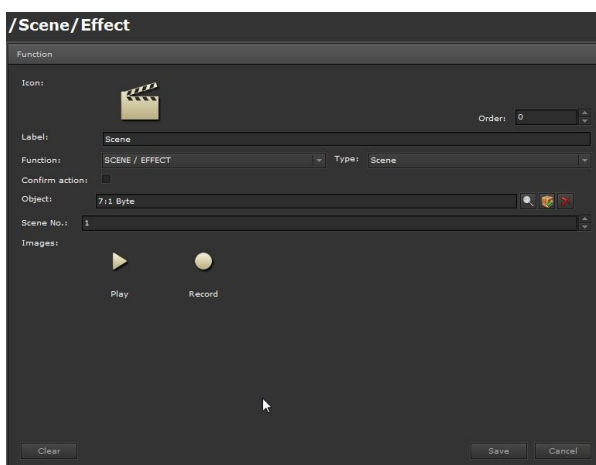 /Scene/Effect
Function
Icon:
Order: 0
Label: Scene
Function: SCENE / EFFECT Type: Scene
Confirm action:
Object: 7:1 Byte
Scene No.: 1
Images:
Play Record
Clear Save Cancel